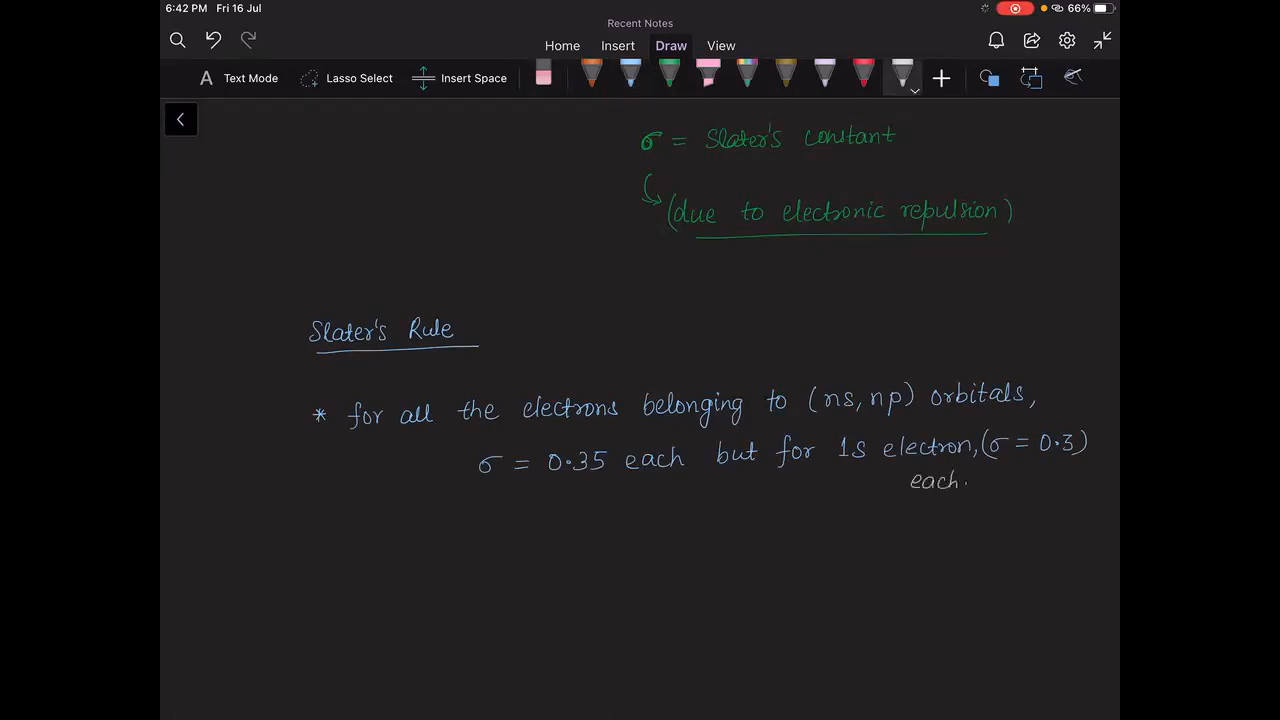 6:42 PM Fri 16 Jul
66%
Recent Notes
Home Insert Draw View
A Text Mode Lasso Select Insert Space
σ = Slater's constant
(due to electronic repulsion)
Slater's Rule
* for all the electrons belonging to (ns, np) orbitals,
σ = 0.35 each but for 1s electron, (σ = 0.3)
each.